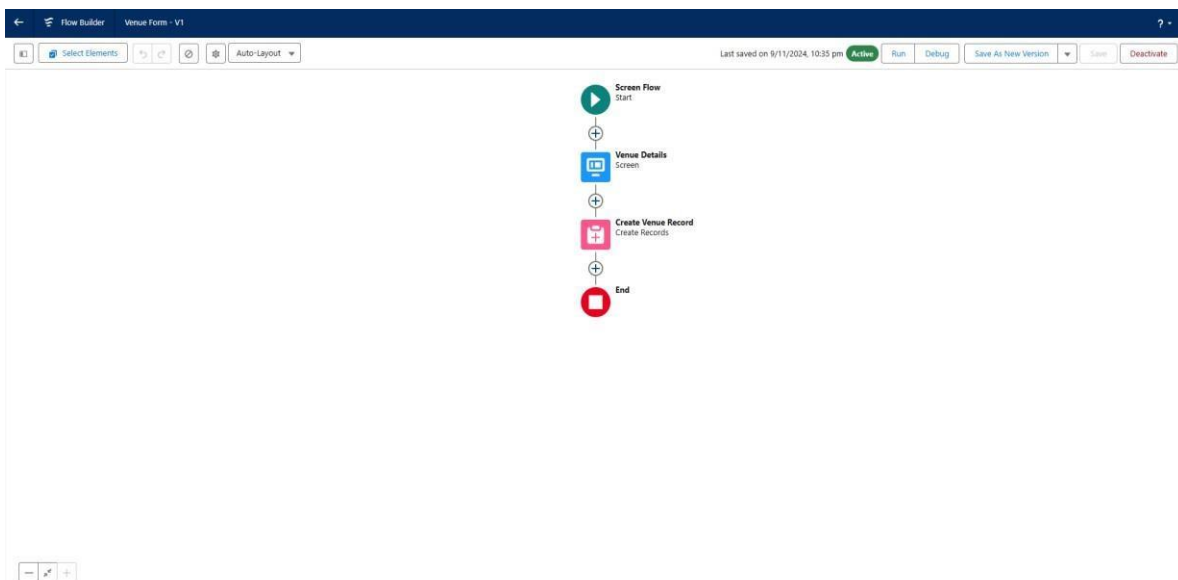 Flow Builder Venue Form - V1 ?
Select Elements Auto-Layout Last saved on 9/11/2024, 10:35 pm Active Run Debug Save As New Version Save Deactivate
Screen Flow
Start
Venue Details
Screen
Create Venue Record
Create Records
End